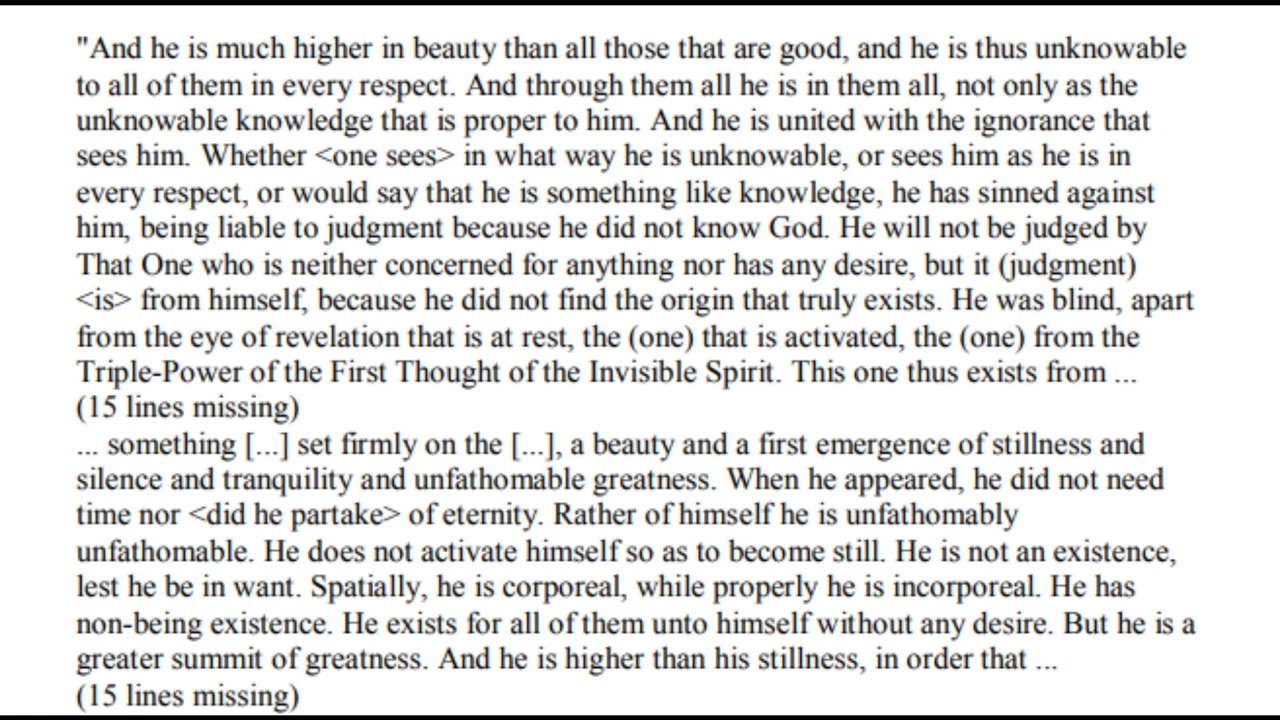 "And he is much higher in beauty than all those that are good, and he is thus unknowable
to all of them in every respect. And through them all he is in them all, not only as the
unknowable knowledge that is proper to him. And he is united with the ignorance that
sees him. Whether <one sees> in what way he is unknowable, or sees him as he is in
every respect, or would say that he is something like knowledge, he has sinned against
him, being liable to judgment because he did not know God. He will not be judged by
That One who is neither concerned for anything nor has any desire, but it (judgment)
<is> from himself, because he did not find the origin that truly exists. He was blind, apart
from the eye of revelation that is at rest, the (one) that is activated, the (one) from the
Triple-Power of the First Thought of the Invisible Spirit. This one thus exists from ...
(15 lines missing)
... something [...] set firmly on the [...], a beauty and a first emergence of stillness and
silence and tranquility and unfathomable greatness. When he appeared, he did not need
time nor <did he partake> of eternity. Rather of himself he is unfathomably
unfathomable. He does not activate himself so as to become still. He is not an existence,
lest he be in want. Spatially, he is corporeal, while properly he is incorporeal. He has
non-being existence. He exists for all of them unto himself without any desire. But he is a
greater summit of greatness. And he is higher than his stillness, in order that ...
(15 lines missing)